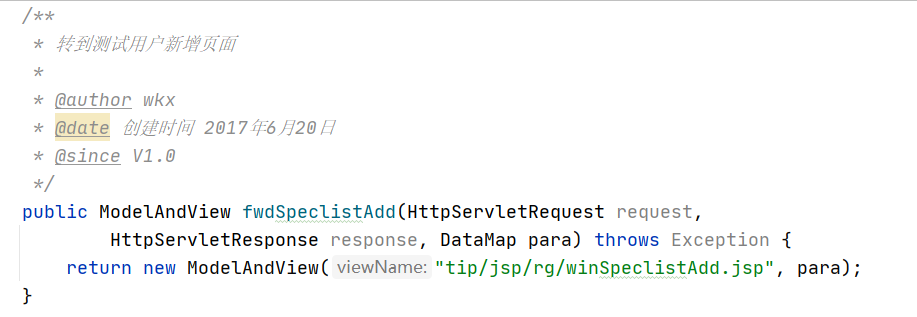 /**
 * 转到测试用户新增页面
 *
 * @author wkx
 * @date 创建时间 2017年6月20日
 * @since V1.0
 */
public ModelAndView fwdSpeclistAdd(HttpServletRequest request,
        HttpServletResponse response, DataMap para) throws Exception {
    return new ModelAndView( viewName: "tip/jsp/rg/winSpeclistAdd.jsp", para);
}